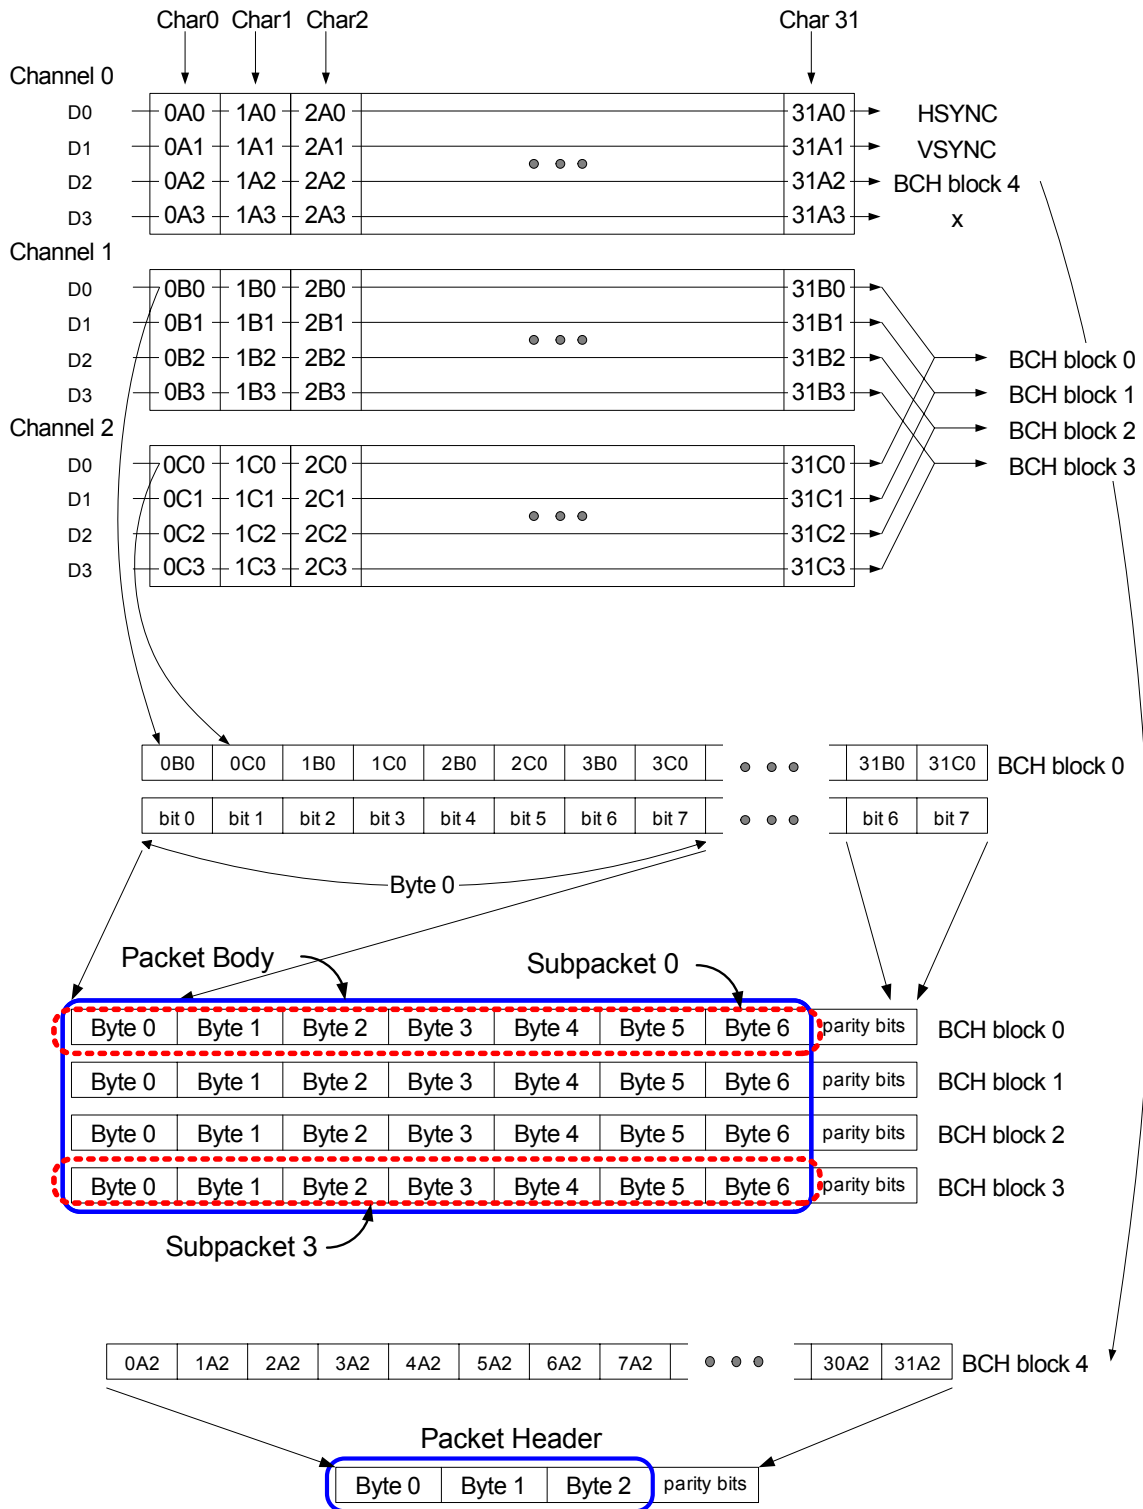 Char0 Char1 Char2 Char 31
Channel 0
D0 0A0 1A0 2A0 31A0 HSYNC
D1 0A1 1A1 2A1 31A1 VSYNC
D2 0A2 1A2 2A2 31A2 BCH block 4
D3 0A3 1A3 2A3 31A3 x
Channel 1
D0 0B0 1B0 2B0 31B0
D1 0B1 1B1 2B1 31B1
D2 0B2 1B2 2B2 31B2
D3 0B3 1B3 2B3 31B3
BCH block 0
BCH block 1
BCH block 2
BCH block 3
Channel 2
D0 0C0 1C0 2C0 31C0
D1 0C1 1C1 2C1 31C1
D2 0C2 1C2 2C2 31C2
D3 0C3 1C3 2C3 31C3
0B0 0C0 1B0 1C0 2B0 2C0 3B0 3C0 31B0 31C0 BCH block 0
bit 0 bit 1 bit 2 bit 3 bit 4 bit 5 bit 6 bit 7 bit 6 bit 7
Byte 0
Packet Body Subpacket 0
Byte 0 Byte 1 Byte 2 Byte 3 Byte 4 Byte 5 Byte 6 parity bits BCH block 0
Byte 0 Byte 1 Byte 2 Byte 3 Byte 4 Byte 5 Byte 6 parity bits BCH block 1
Byte 0 Byte 1 Byte 2 Byte 3 Byte 4 Byte 5 Byte 6 parity bits BCH block 2
Byte 0 Byte 1 Byte 2 Byte 3 Byte 4 Byte 5 Byte 6 parity bits BCH block 3
Subpacket 3
0A2 1A2 2A2 3A2 4A2 5A2 6A2 7A2 30A2 31A2 BCH block 4
Packet Header
Byte 0 Byte 1 Byte 2 parity bits